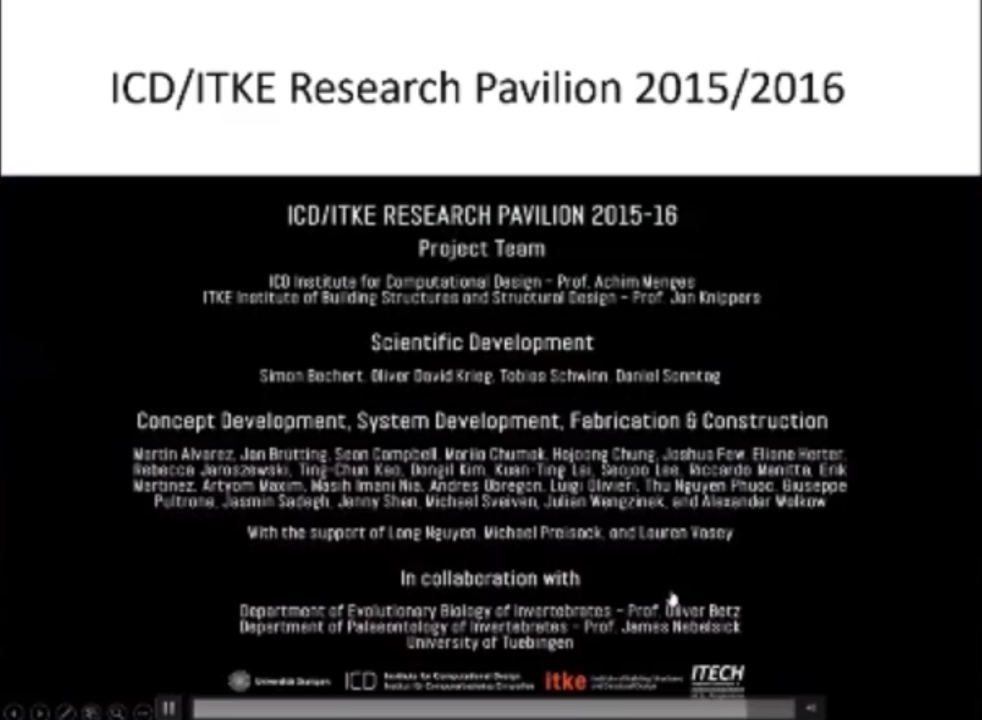 ICD/ITKE Research Pavilion 2015/2016
ICD/ITKE RESEARCH PAVILION 2015-16
Project Team
ICD Institute for Computational Design - Prof. Achim Menges
ITKE Institute of Building Structures and Structural Design - Prof. Jan Knippers
Scientific Development
Simon Bechert, Oliver David Krieg, Tobias Schwinn, Daniel Sonntag
Concept Development, System Development, Fabrication & Construction
Martin Alvarez, Jan Brütting, Sean Campbell, Mariia Chumak, Hojoong Chung, Joshua Few, Eliane Herter,
Rebecca Jaroszewski, Ting-Chun Kao, Dongil Kim, Kuan-Ting Lai, Seojoo Lee, Riccardo Manitta, Erik
Martinez, Artyom Maxim, Masih Imani Nia, Andres Obregon, Luigi Olivieri, Thu Nguyen Phuoc, Giuseppe
Pultrone, Jasmin Sadegh, Jenny Shen, Michael Sveiven, Julian Wengzinek, and Alexander Wolkow
With the support of Long Nguyen, Michael Preisack, and Lauren Vasey
In collaboration with
Department of Evolutionary Biology of Invertebrates - Prof. Oliver Betz
Department of Palaeontology of Invertebrates - Prof. James Nebelsick
University of Tuebingen
Universität Stuttgart
ICD
Institute for Computational Design
itke
ITECH